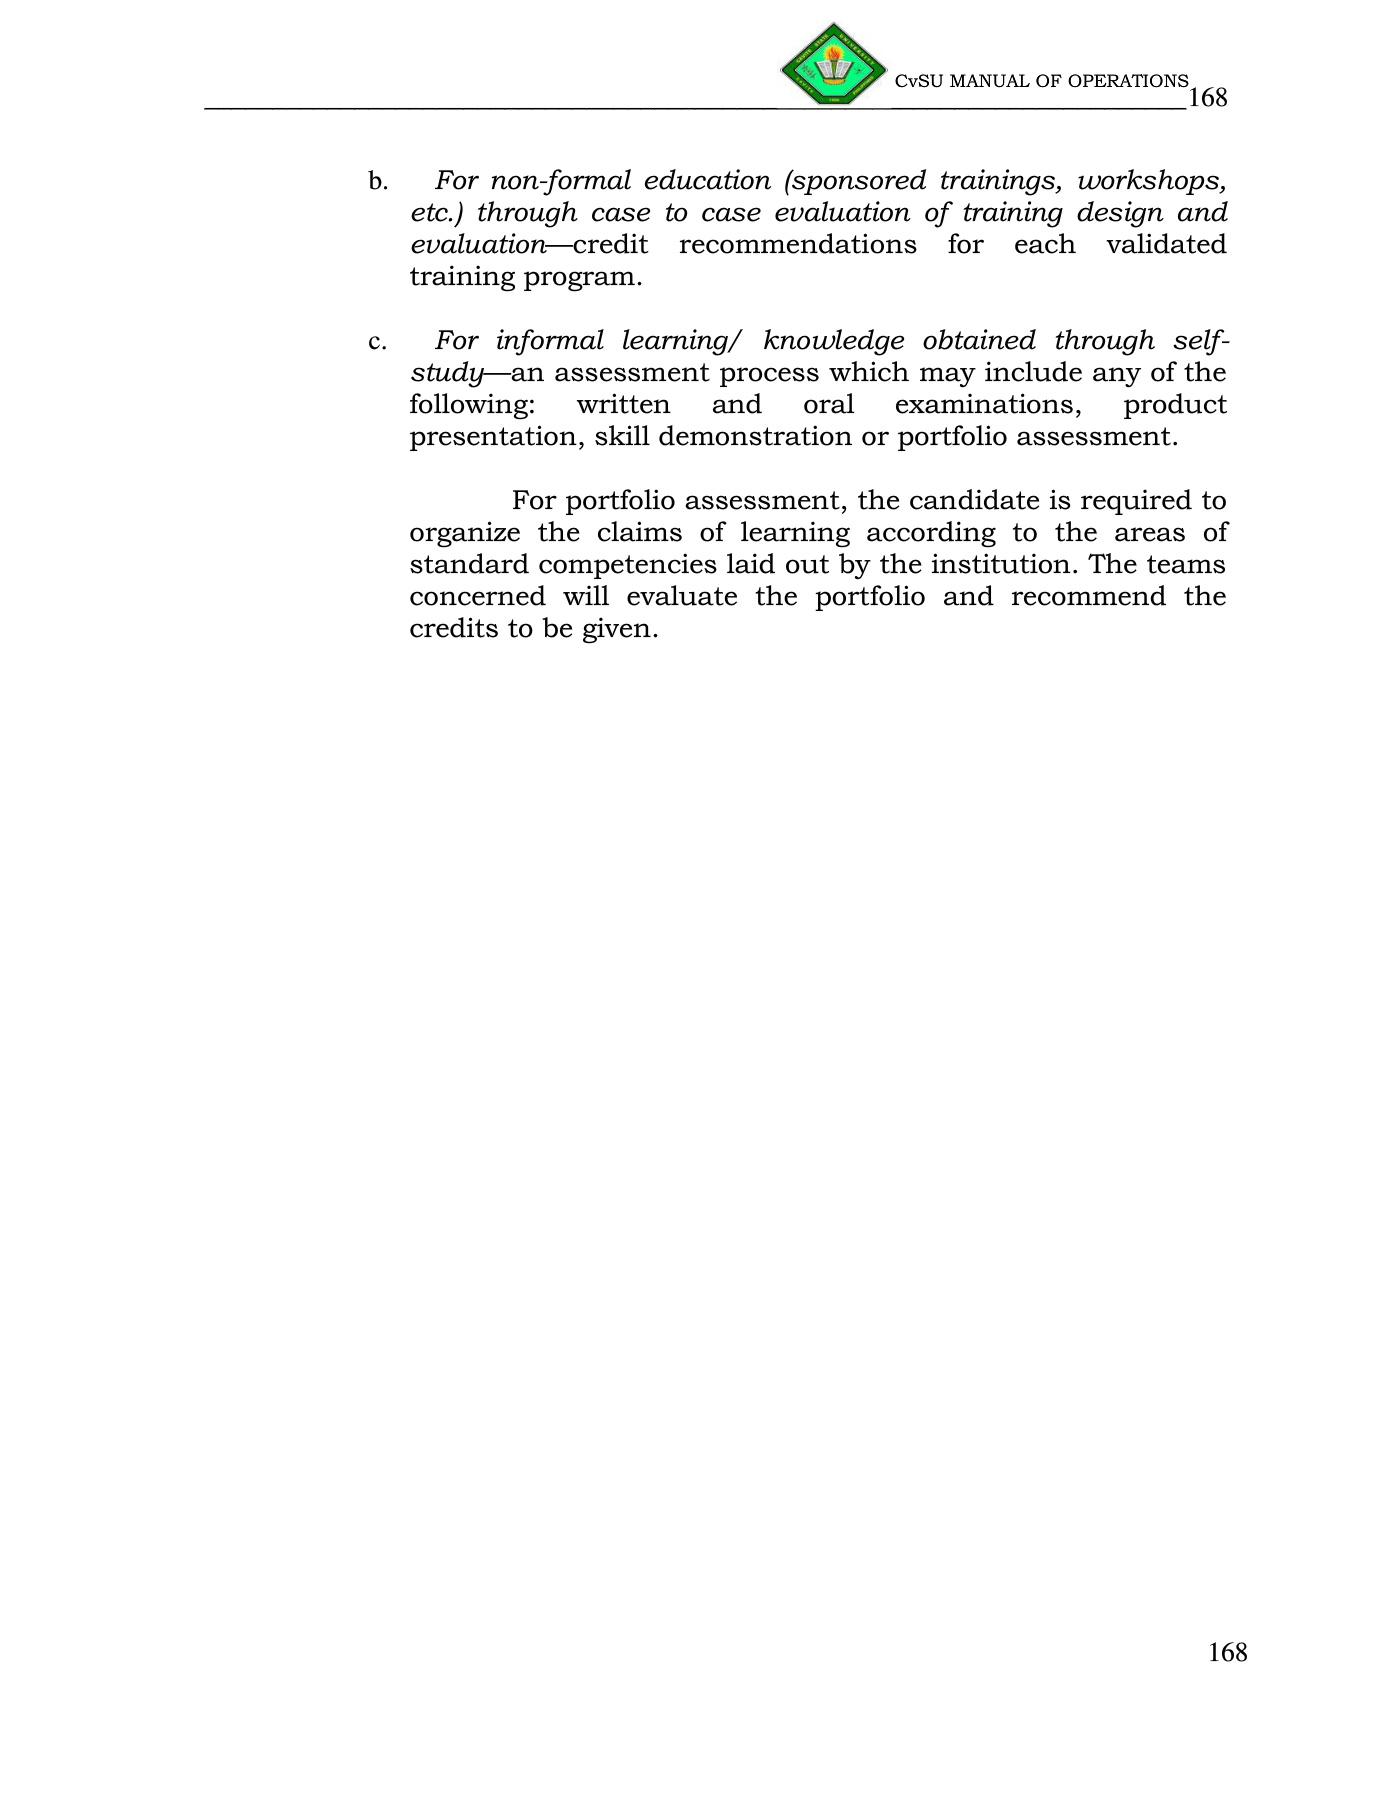 CvSU MANUAL OF OPERATIONS
168
b. For non-formal education (sponsored trainings, workshops,
etc.) through case to case evaluation of training design and
evaluation—credit recommendations for each validated
training program.
c. For informal learning/ knowledge obtained through self-
study—an assessment process which may include any of the
following: written and oral examinations, product
presentation, skill demonstration or portfolio assessment.
For portfolio assessment, the candidate is required to
organize the claims of learning according to the areas of
standard competencies laid out by the institution. The teams
concerned will evaluate the portfolio and recommend the
credits to be given.
168